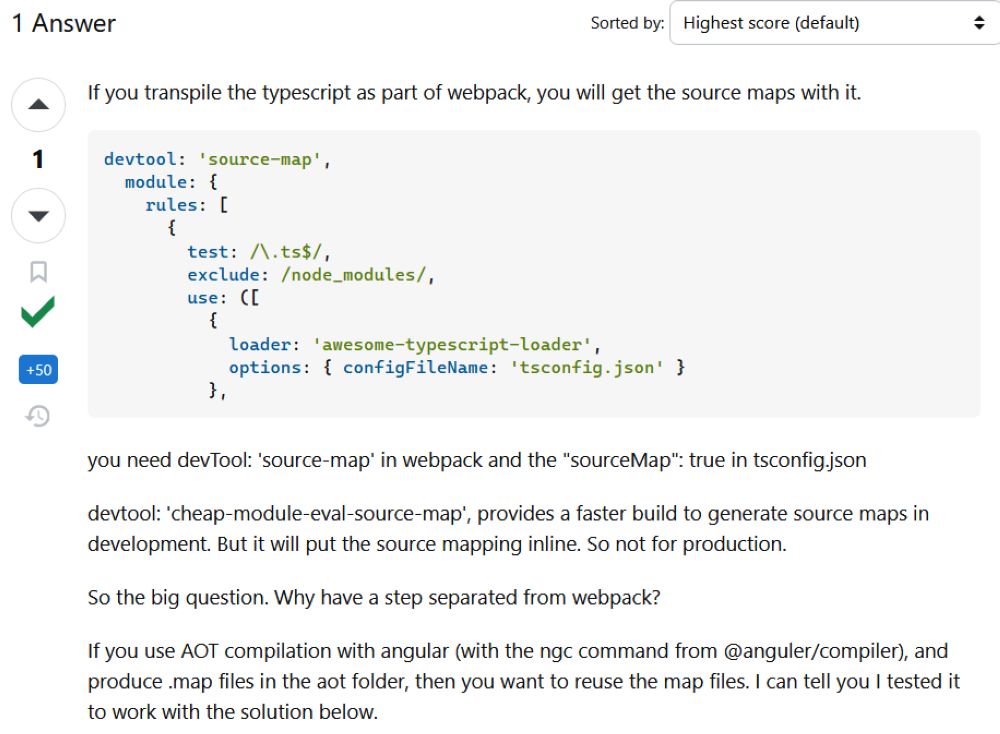 1 Answer
Sorted by: Highest score (default)
If you transpile the typescript as part of webpack, you will get the source maps with it.
1
devtool: 'source-map',
module: {
rules: [
{
test: /\.ts$/,
exclude: /node_modules/,
use: ([
{
loader: 'awesome-typescript-loader',
options: { configFileName: 'tsconfig.json' }
},
+50
you need devTool: 'source-map' in webpack and the "sourceMap": true in tsconfig.json
devtool: 'cheap-module-eval-source-map', provides a faster build to generate source maps in
development. But it will put the source mapping inline. So not for production.
So the big question. Why have a step separated from webpack?
If you use AOT compilation with angular (with the ngc command from @anguler/compiler), and
produce .map files in the aot folder, then you want to reuse the map files. I can tell you I tested it
to work with the solution below.